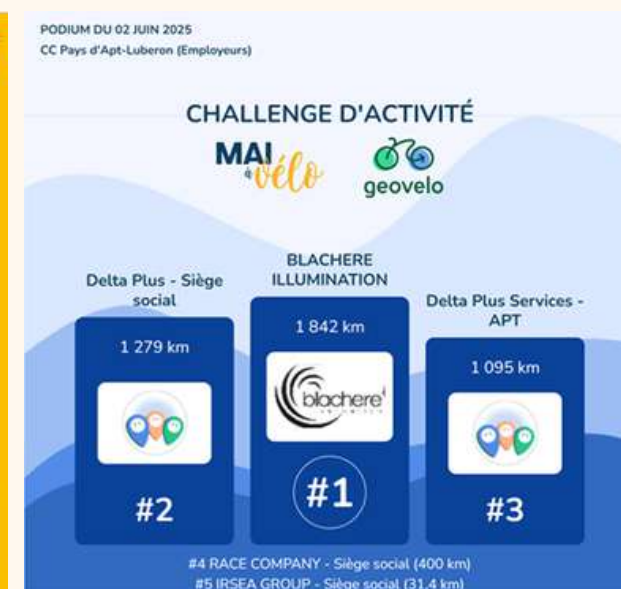 PODIUM DU 02 JUIN 2025
CC Pays d'Apt-Luberon (Employeurs)
CHALLENGE D'ACTIVITÉ
MAI
à vélo
geovelo
Delta Plus - Siège
social
1 279 km
#2
BLACHERE
ILLUMINATION
1 842 km
blachere
#1
Delta Plus Services -
APT
1 095 km
#3
#4 RACE COMPANY - Siège social (400 km)
#5 IRSEA GROUP - Siège social (31.4 km)